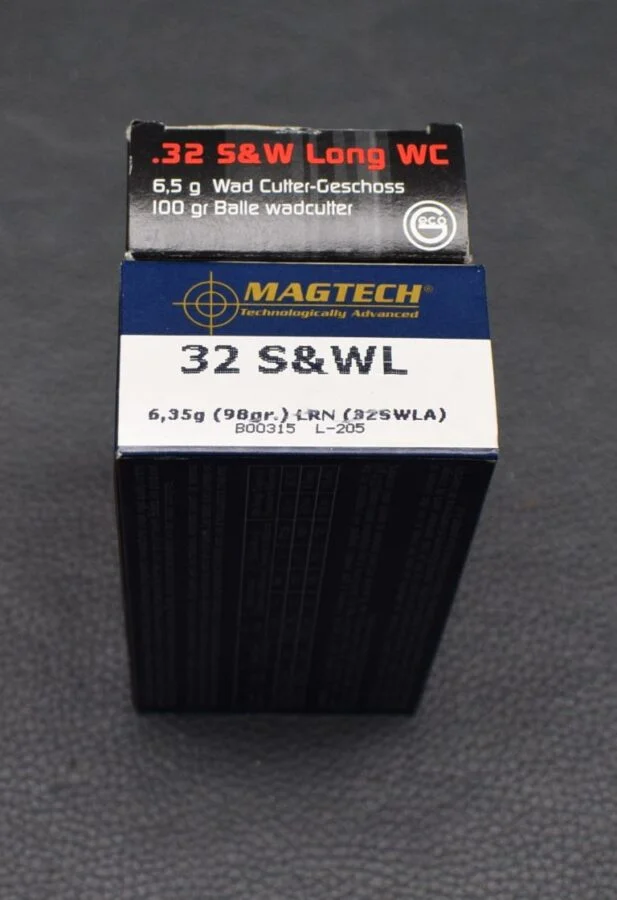 .32 S&W Long WC
6,5 g Wad Cutter-Geschoss
100 gr Balle wadcutter
Geco
MAGTECH®
Technologically Advanced
32 S&WL
6,35g (98gr.) LRN (32SWLA)
B00315 L-205